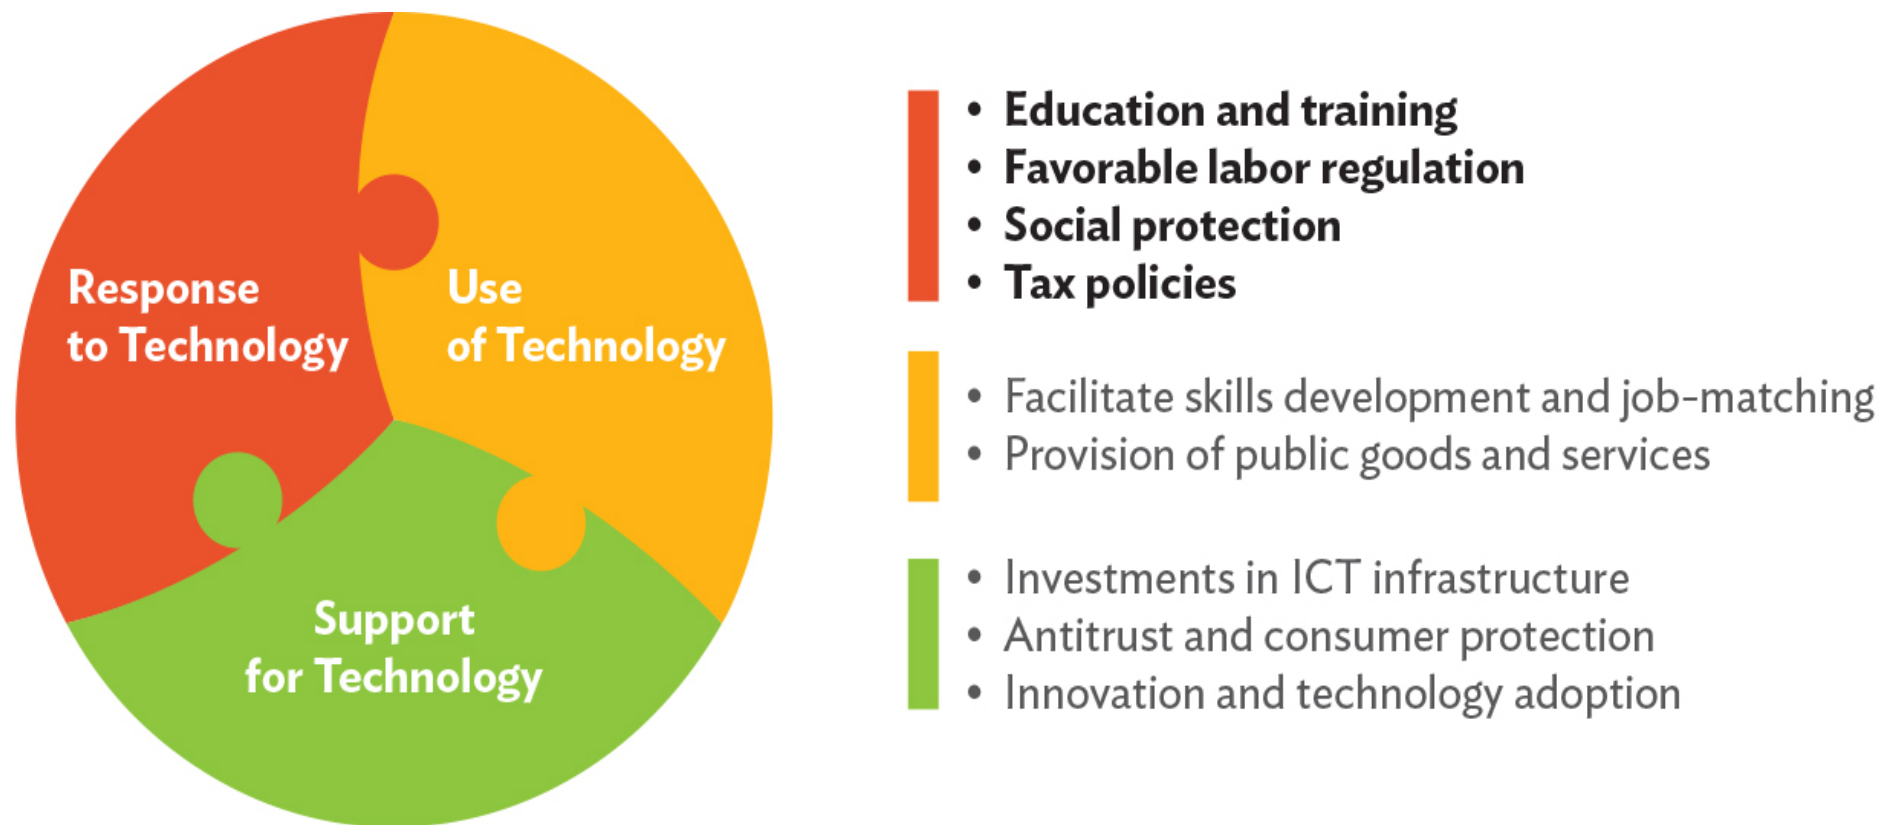 Response
to Technology
Use
of Technology
Support
for Technology
• Education and training
• Favorable labor regulation
• Social protection
• Tax policies
• Facilitate skills development and job-matching
• Provision of public goods and services
• Investments in ICT infrastructure
• Antitrust and consumer protection
• Innovation and technology adoption